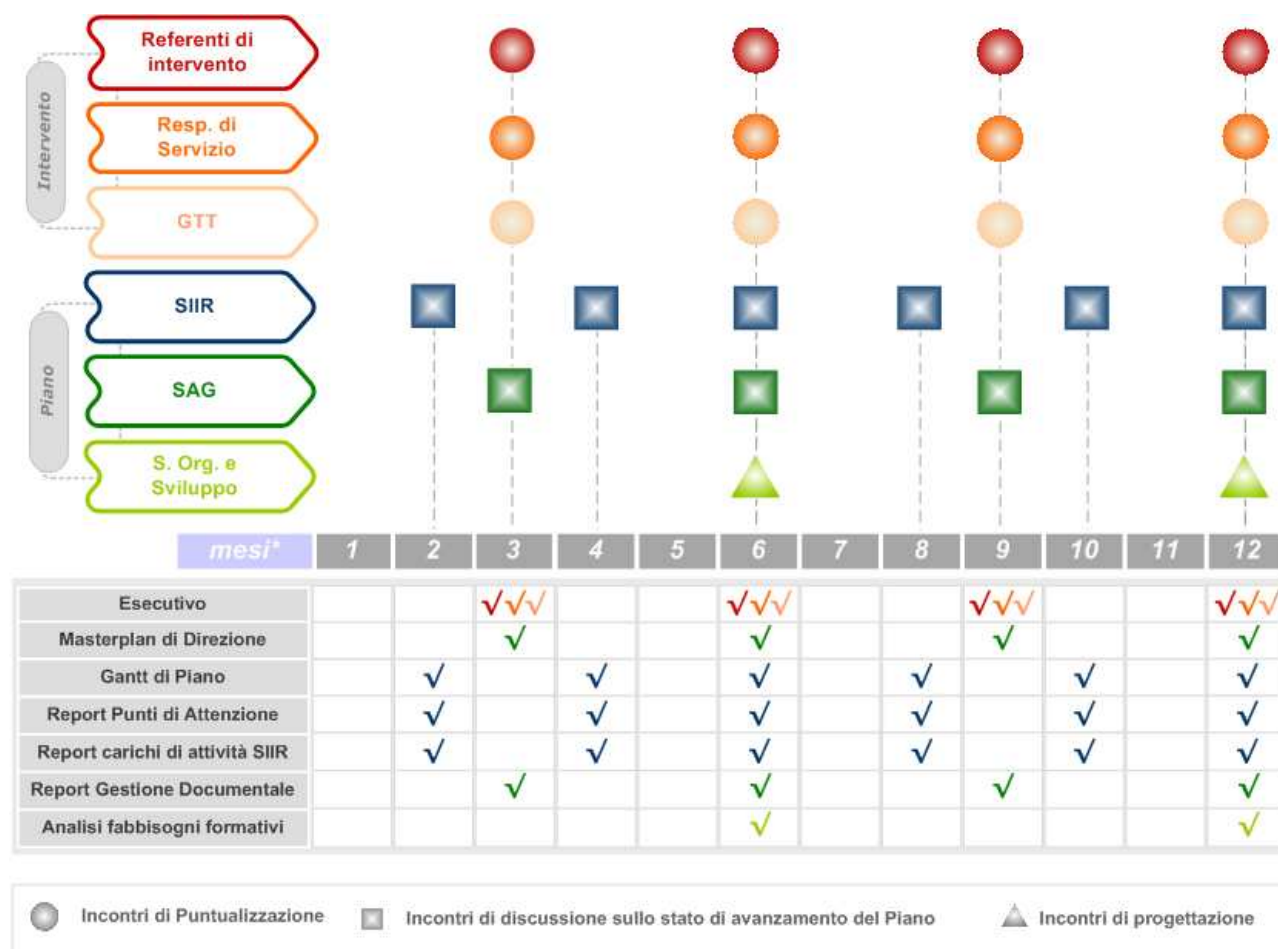 Referenti di
intervento
Resp. di
Servizio
GTT
Intervento
SIIR
SAG
S. Org. e
Sviluppo
Piano
mesi* 1 2 3 4 5 6 7 8 9 10 11 12
Esecutivo √√√ √√√ √√√ √√√
Masterplan di Direzione √ √ √ √
Gantt di Piano √ √ √ √ √ √
Report Punti di Attenzione √ √ √ √ √ √
Report carichi di attività SIIR √ √ √ √ √ √
Report Gestione Documentale √ √ √ √
Analisi fabbisogni formativi √ √
Incontri di Puntualizzazione Incontri di discussione sullo stato di avanzamento del Piano Incontri di progettazione